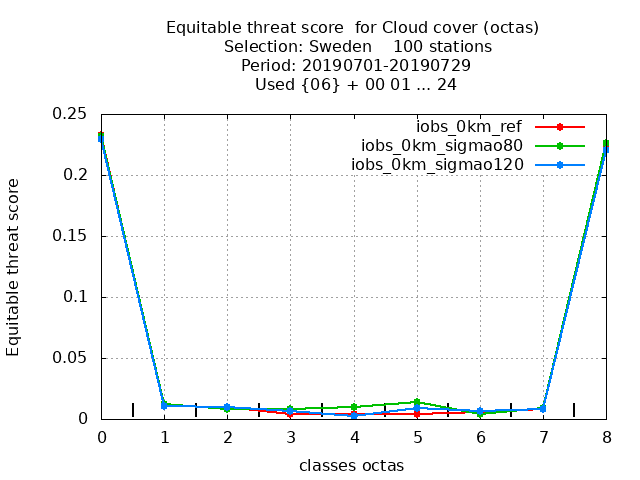 Equitable threat score  for Cloud cover (octas)
Selection: Sweden    100 stations
Period: 20190701-20190729
Used {06} + 00 01 ... 24
iobs_0km_ref
iobs_0km_sigmao80
iobs_0km_sigmao120
Equitable threat score
0.25
0.2
0.15
0.1
0.05
0
0 1 2 3 4 5 6 7 8
classes octas